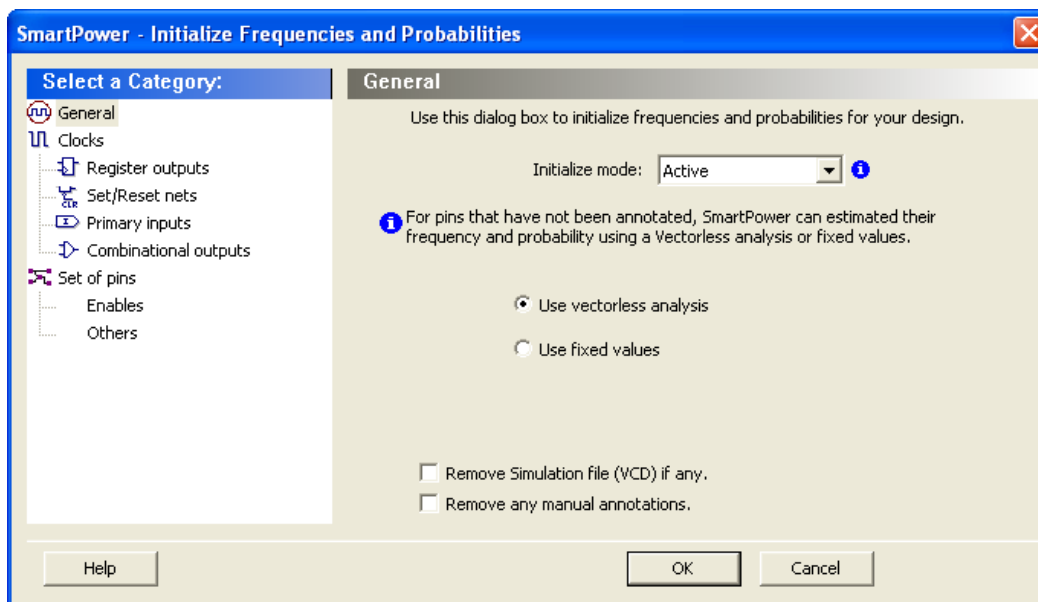 SmartPower - Initialize Frequencies and Probabilities
Select a Category:
General
Clocks
Register outputs
CLR
Set/Reset nets
Primary inputs
Combinational outputs
Set of pins
Enables
Others
General
Use this dialog box to initialize frequencies and probabilities for your design.
Initialize mode: Active
For pins that have not been annotated, SmartPower can estimated their
frequency and probability using a Vectorless analysis or fixed values.
Use vectorless analysis
Use fixed values
Remove Simulation file (VCD) if any.
Remove any manual annotations.
Help
OK
Cancel